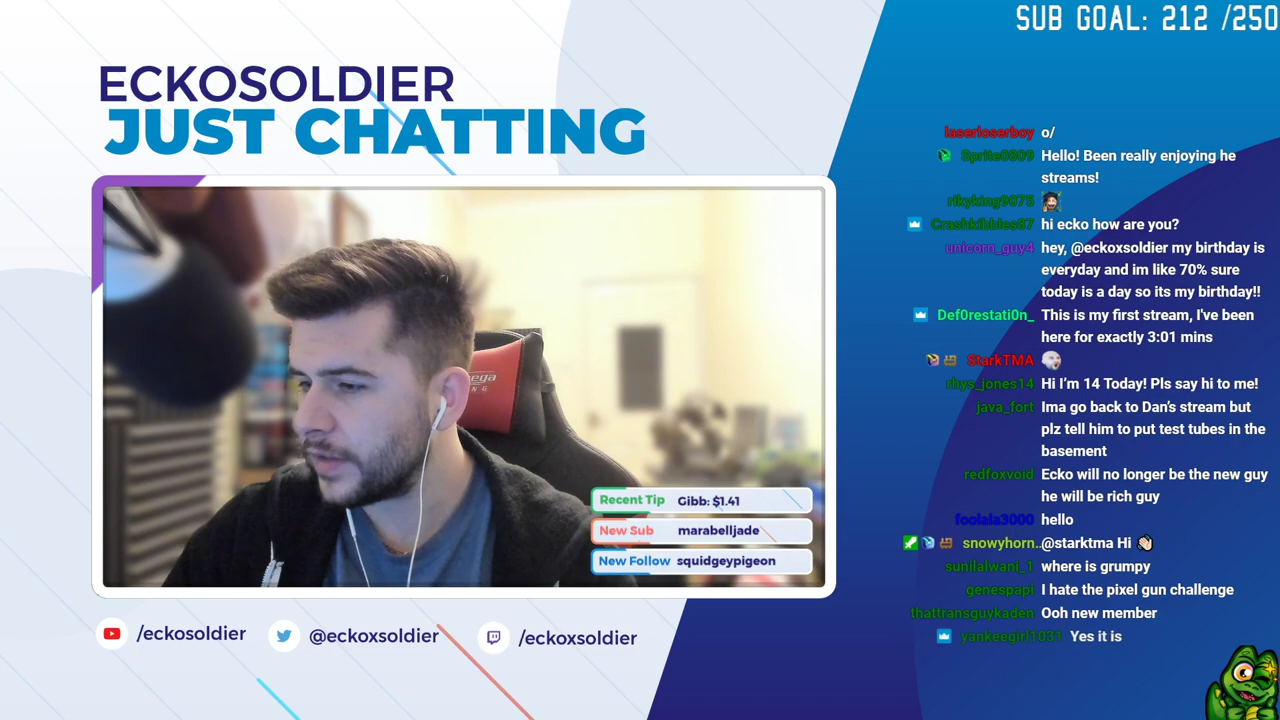 SUB GOAL: 212 /250
ECKOSOLDIER
JUST CHATTING
laserloserboy o/
Sprite0809 Hello! Been really enjoying he
streams!
rikyking9075
Crashkibbles87 hi ecko how are you?
unicorn_guy4 hey, @eckoxsoldier my birthday is
everyday and im like 70% sure
today is a day so its my birthday!!
Def0restati0n_ This is my first stream, I've been
here for exactly 3:01 mins
StarkTMA
rhys_jones14 Hi I'm 14 Today! Pls say hi to me!
java_fort Ima go back to Dan's stream but
plz tell him to put test tubes in the
basement
redfoxvoid Ecko will no longer be the new guy
he will be rich guy
foolala3000 hello
snowyhorn.. @starktma Hi
sunilalwani_1 where is grumpy
genespapi I hate the pixel gun challenge
thattransguykaden Ooh new member
yankeegirl1031 Yes it is
Recent Tip Gibb: $1.41
New Sub marabelljade
New Follow squidgeypigeon
/eckosoldier
@eckoxsoldier
/eckoxsoldier